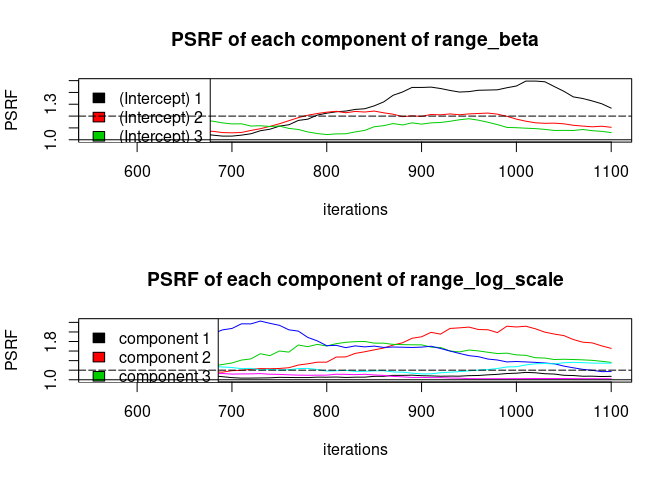 PSRF of each component of range_beta
PSRF
1.0 1.3
(Intercept) 1
(Intercept) 2
(Intercept) 3
600 700 800 900 1000 1100
iterations
PSRF of each component of range_log_scale
PSRF
1.0 1.8
component 1
component 2
component 3
600 700 800 900 1000 1100
iterations